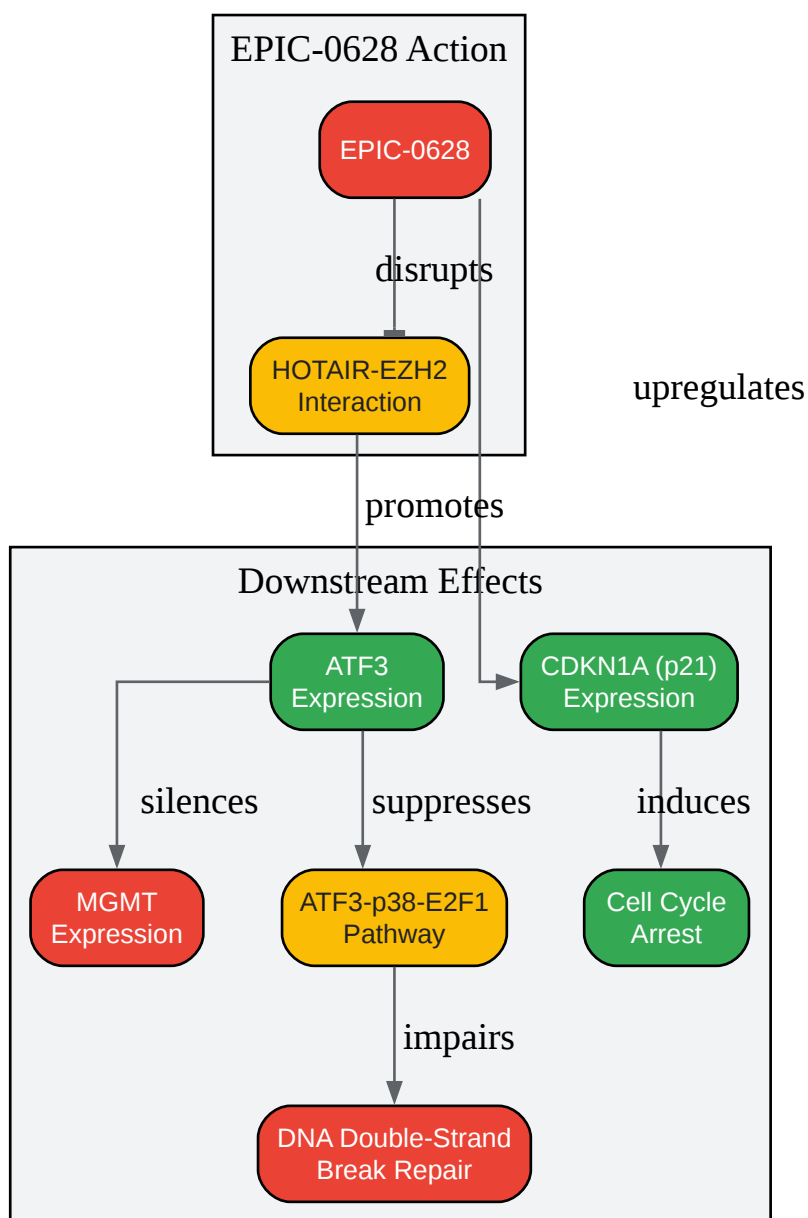 EPIC-0628 Action
EPIC-0628
disrupts
HOTAIR-EZH2
Interaction
upregulates
promotes
Downstream Effects
ATF3
Expression
CDKN1A (p21)
Expression
silences
suppresses
induces
MGMT
Expression
ATF3-p38-E2F1
Pathway
Cell Cycle
Arrest
impairs
DNA Double-Strand
Break Repair